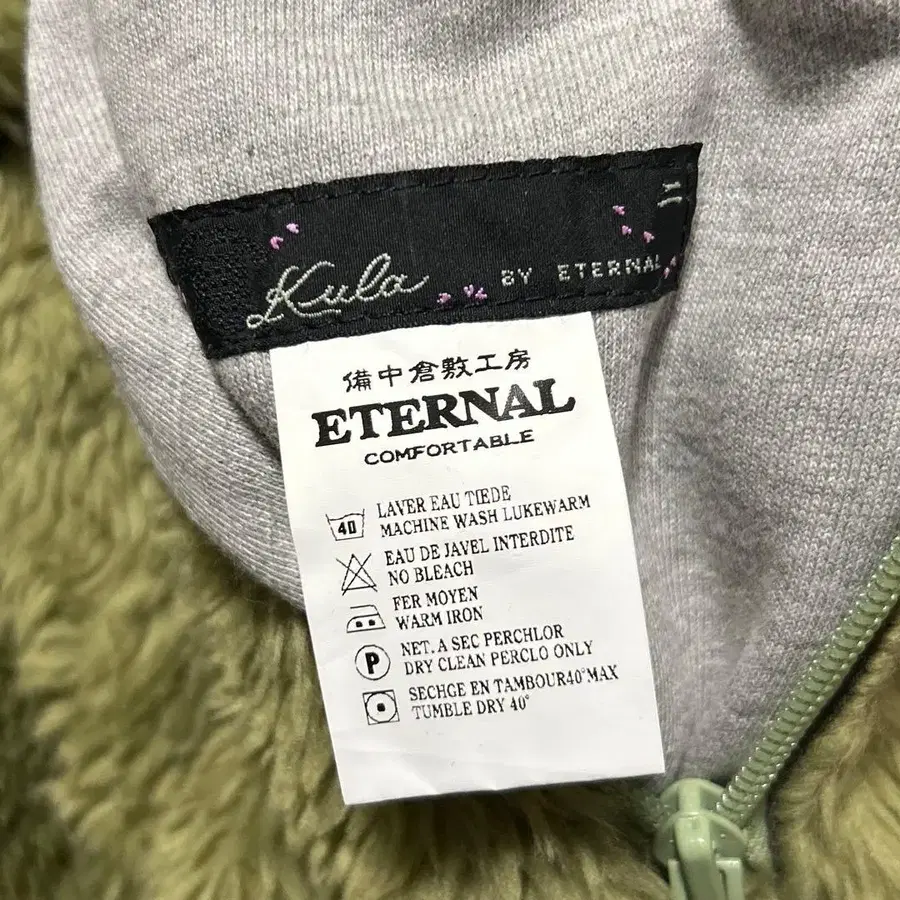 Kula BY ETERNAL
備中倉敷工房
ETERNAL
COMFORTABLE
40
LAVER EAU TIEDE
MACHINE WASH LUKEWARM
EAU DE JAVEL INTERDITE
NO BLEACH
FER MOYEN
WARM IRON
P
NET. A SEC PERCHLOR
DRY CLEAN PERCLO ONLY
SECHGE EN TAMBOUR40°MAX
TUMBLE DRY 40°